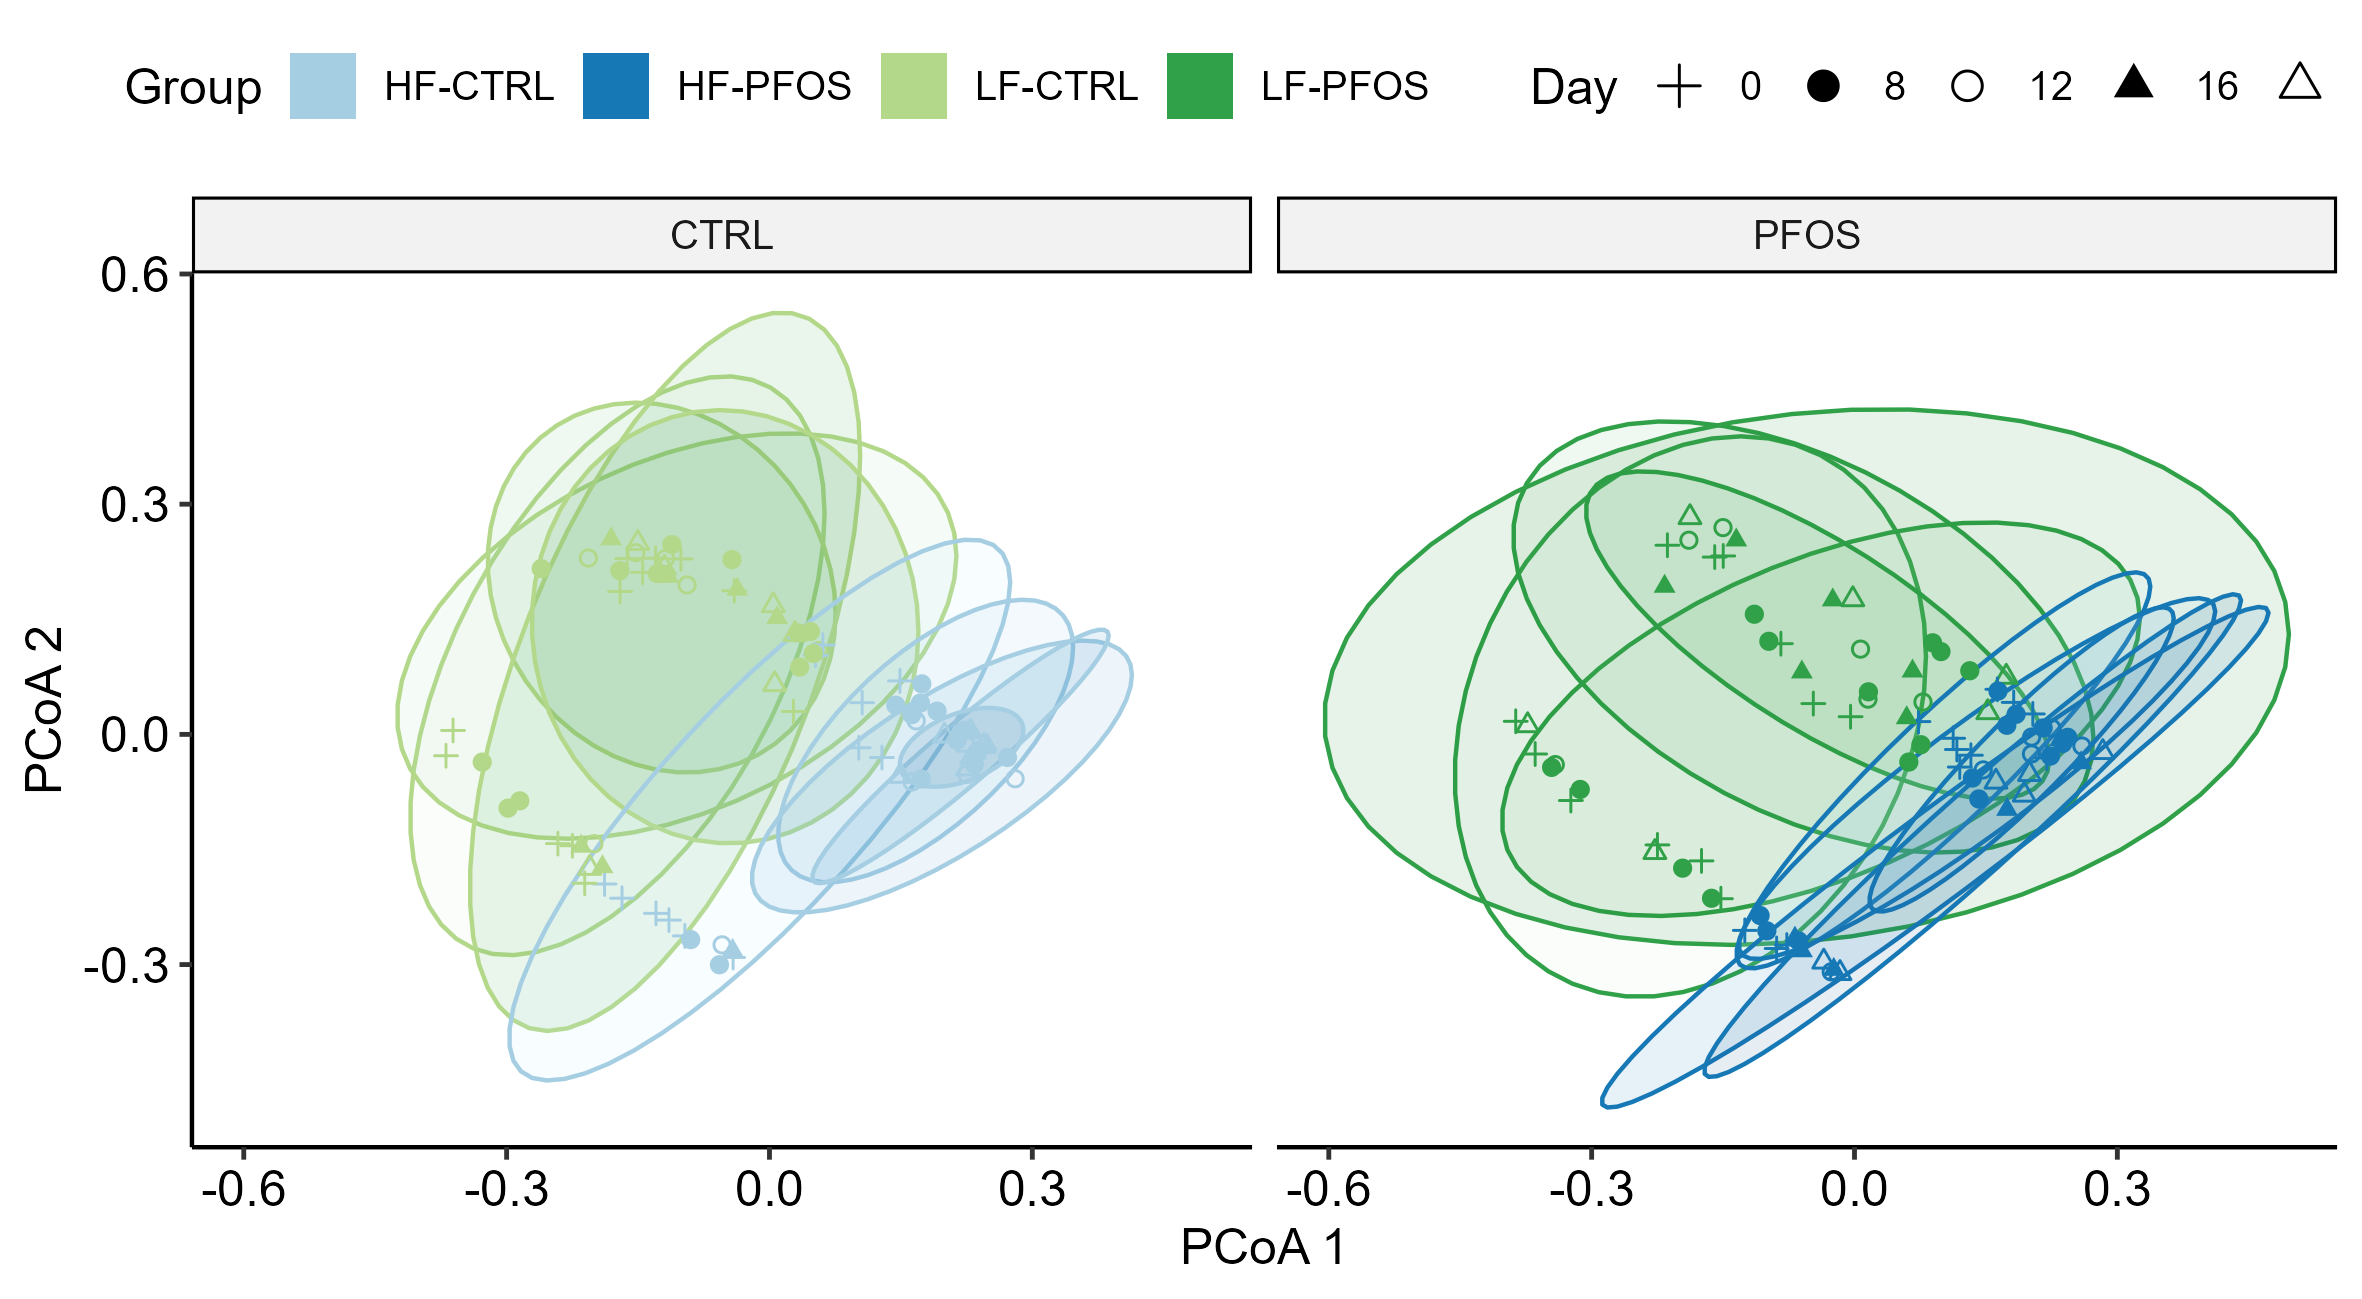 Group HF-CTRL HF-PFOS LF-CTRL LF-PFOS Day 0 8 12 16
CTRL PFOS
0.6
0.3
0.0
-0.3
PCoA 2
-0.6 -0.3 0.0 0.3 -0.6 -0.3 0.0 0.3
PCoA 1